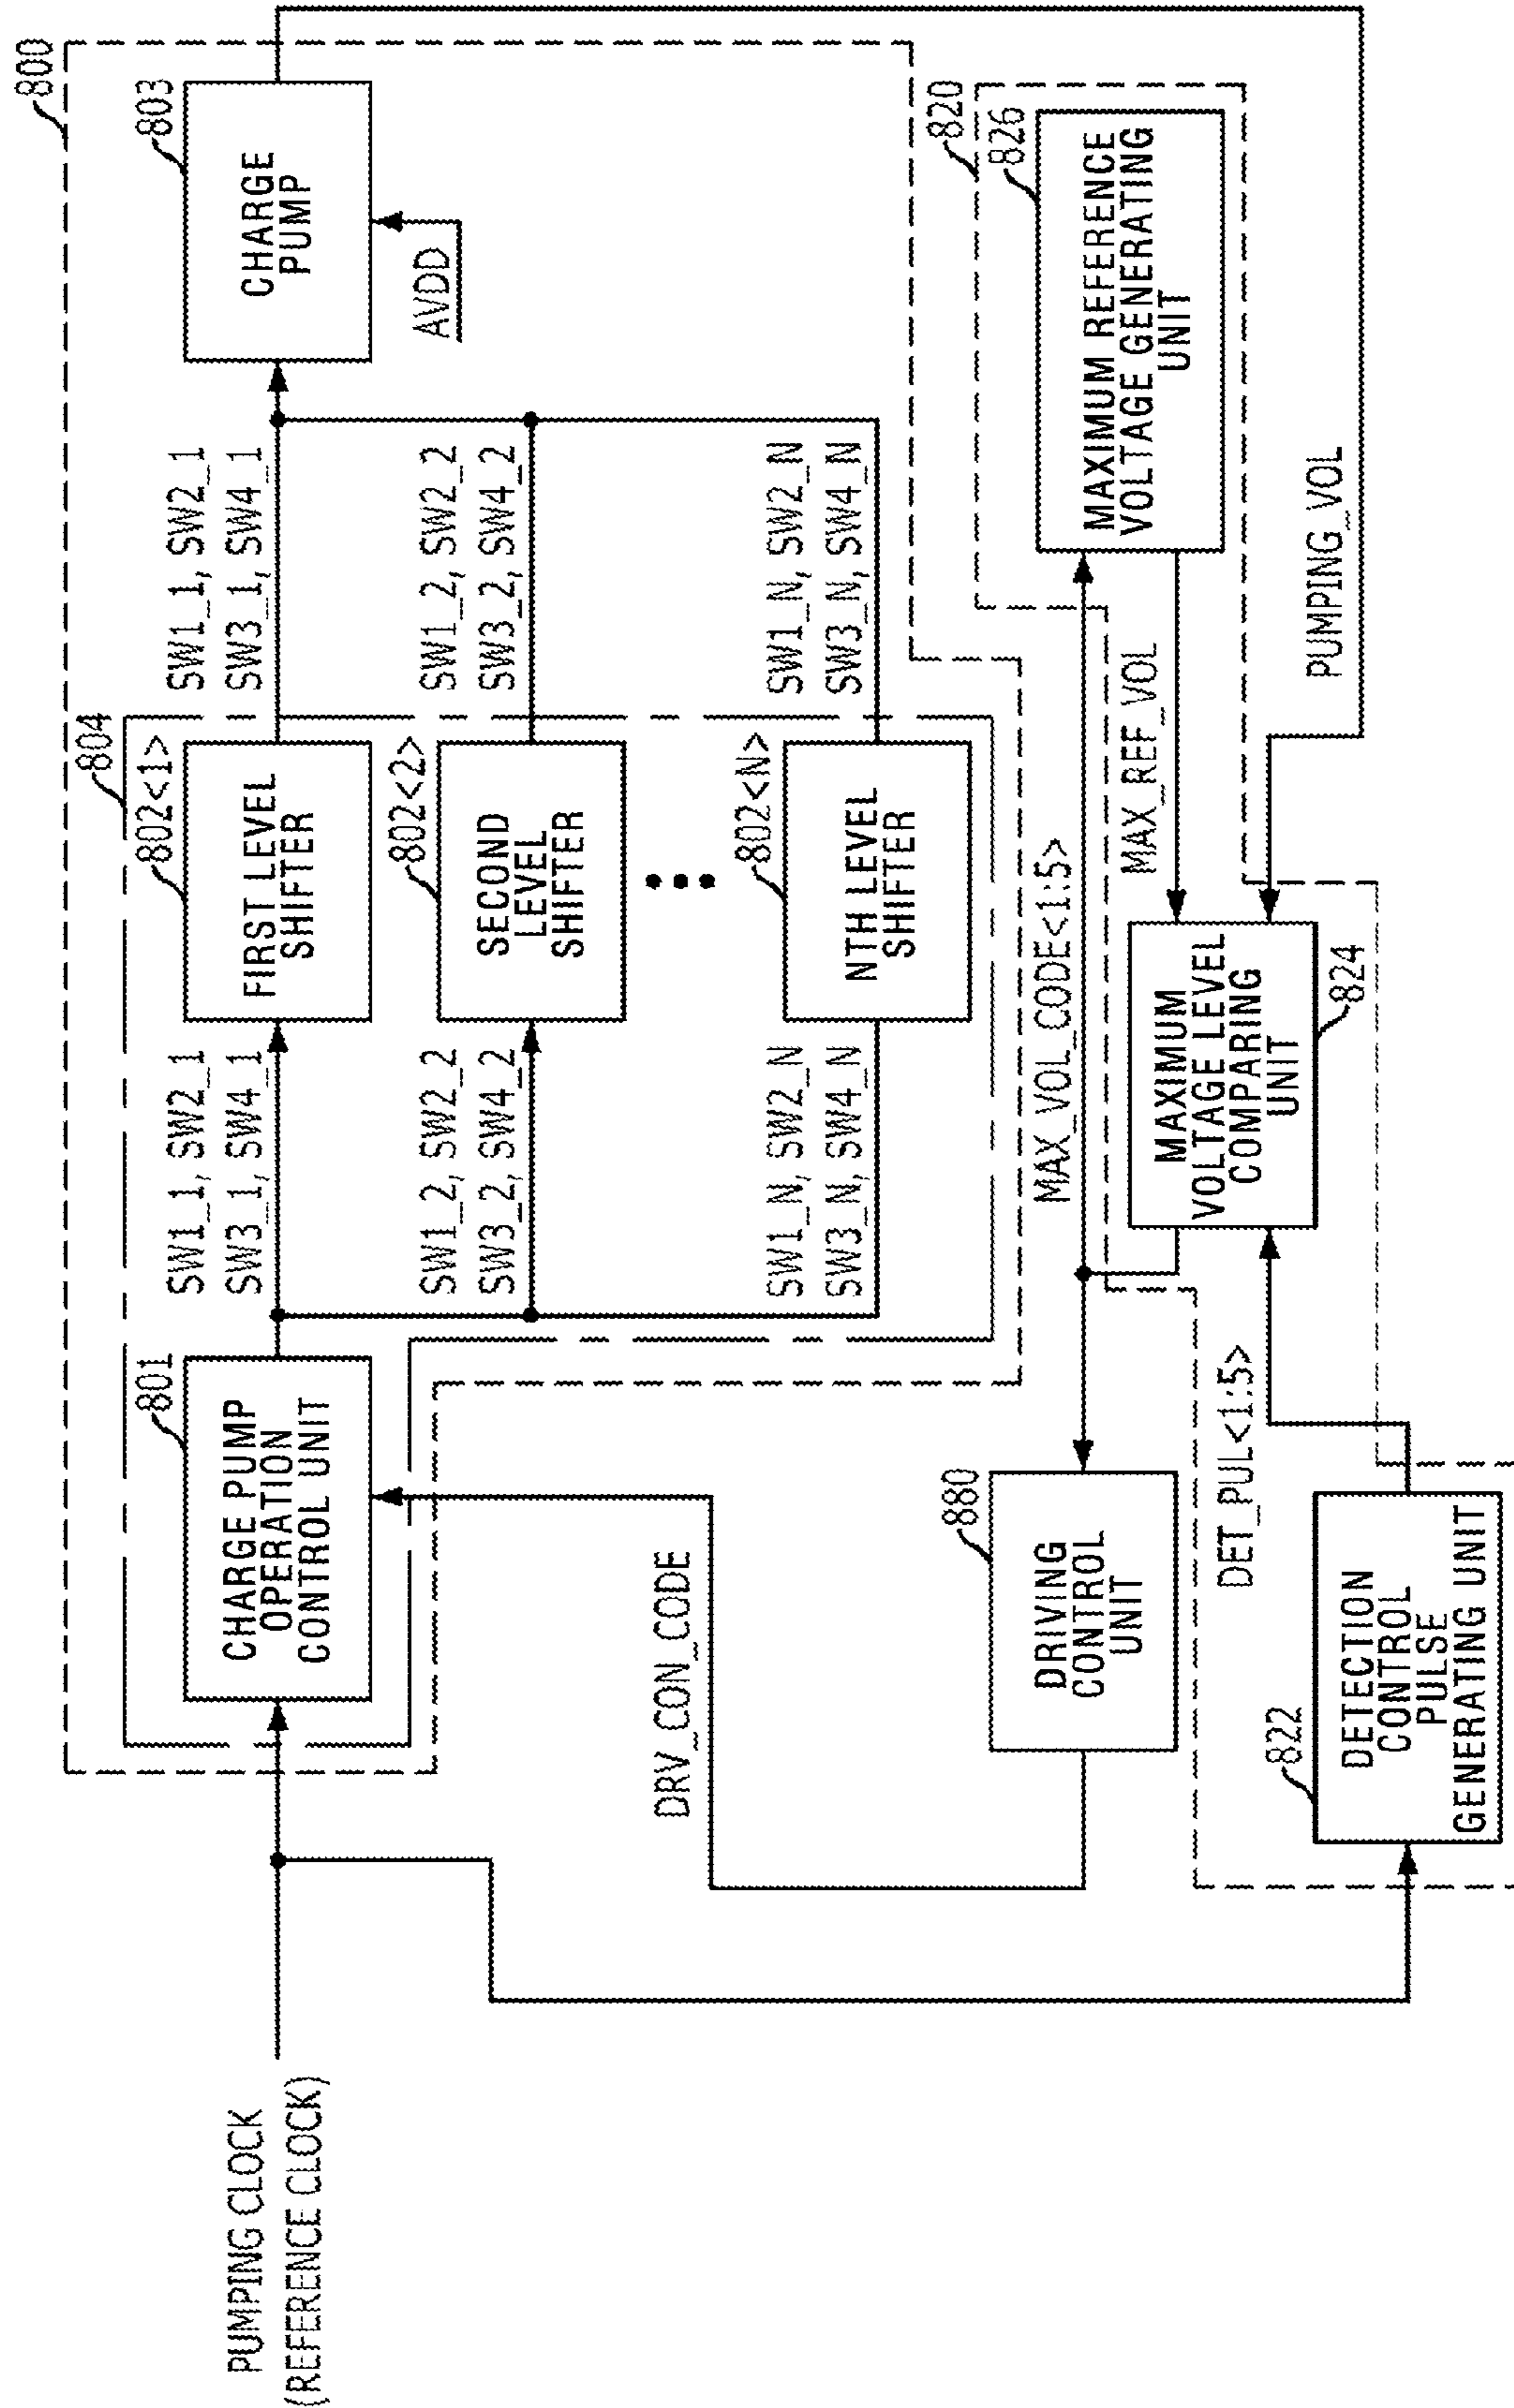 800
804
801
CHARGE PUMP
OPERATION
CONTROL UNIT
PUMPING CLOCK
(REFERENCE CLOCK)
SW1_1, SW2_1
SW3_1, SW4_1
802<1>
FIRST LEVEL
SHIFTER
SW1_1, SW2_1
SW3_1, SW4_1
803
CHARGE
PUMP
AVDD
SW1_2, SW2_2
SW3_2, SW4_2
802<2>
SECOND
LEVEL
SHIFTER
SW1_2, SW2_2
SW3_2, SW4_2
SW1_N, SW2_N
SW3_N, SW4_N
802<N>
NTH LEVEL
SHIFTER
SW1_N, SW2_N
SW3_N, SW4_N
DRV_CON_CODE
880
DRIVING
CONTROL
UNIT
MAX_VOL_CODE<1:5>
820
826
MAXIMUM REFERENCE
VOLTAGE GENERATING
UNIT
MAX_REF_VOL
MAXIMUM
VOLTAGE LEVEL
COMPARING
UNIT
824
PUMPING_VOL
DET_PUL<1:5>
822
DETECTION
CONTROL
PULSE
GENERATING UNIT